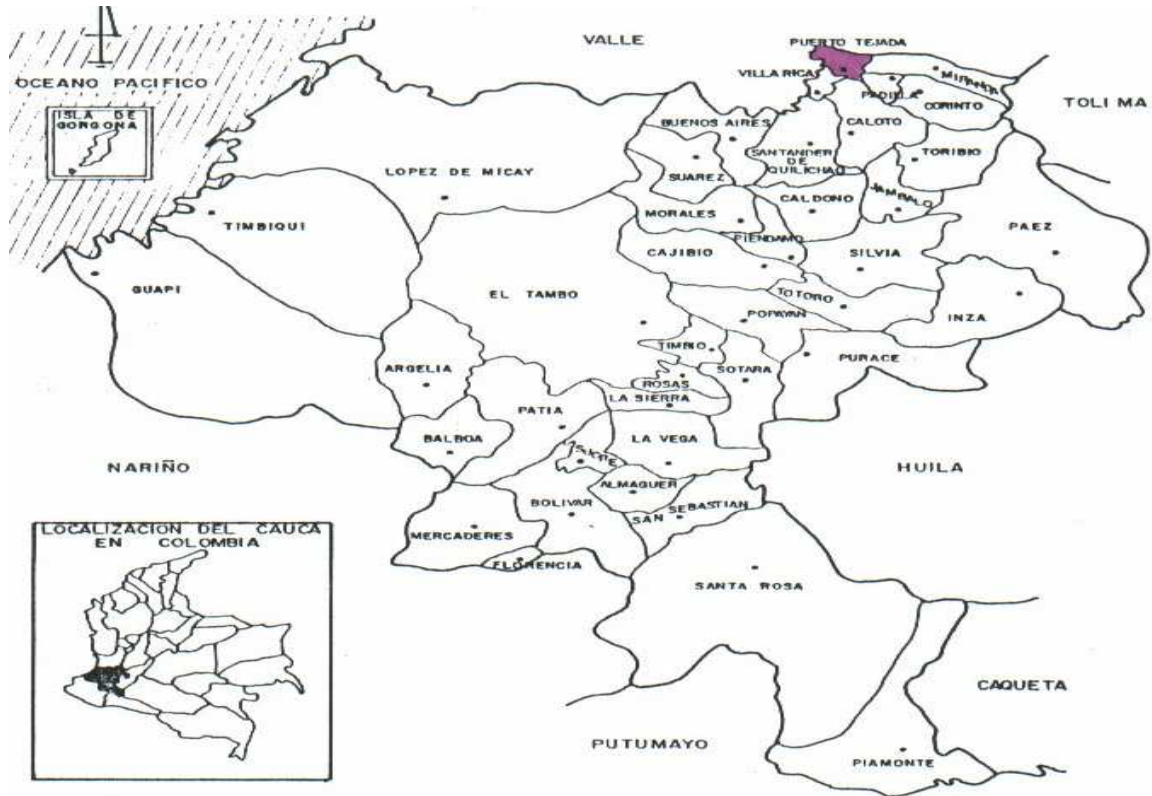 VALLE
PUERTO TEJADA
OCEANO PACIFICO
VILLA RICA
MIRANDA
PADILLA
CORINTO
TOLIMA
ISLA DE
GORGONA
BUENOS AIRES
CALOTO
SANTANDER
DE
QUILICHAO
TORIBIO
SUAREZ
LOPEZ DE MICAY
JAMBALO
CALDONO
MORALES
TIMBIQUI
PIENDAMO
PAEZ
CAJIBIO
SILVIA
GUAPI
EL TAMBO
TOTORO
POPAYAN
INZA
TIMBIO
PURACE
ARGELIA
SOTARA
ROSAS
LA SIERRA
PATIA
BALBOA
LA VEGA
SUCRE
NARIÑO
HUILA
ALMAGUER
BOLIVAR
SAN SEBASTIAN
LOCALIZACION DEL CAUCA
EN COLOMBIA
MERCADERES
FLORENCIA
SANTA ROSA
CAQUETA
PUTUMAYO
PIAMONTE